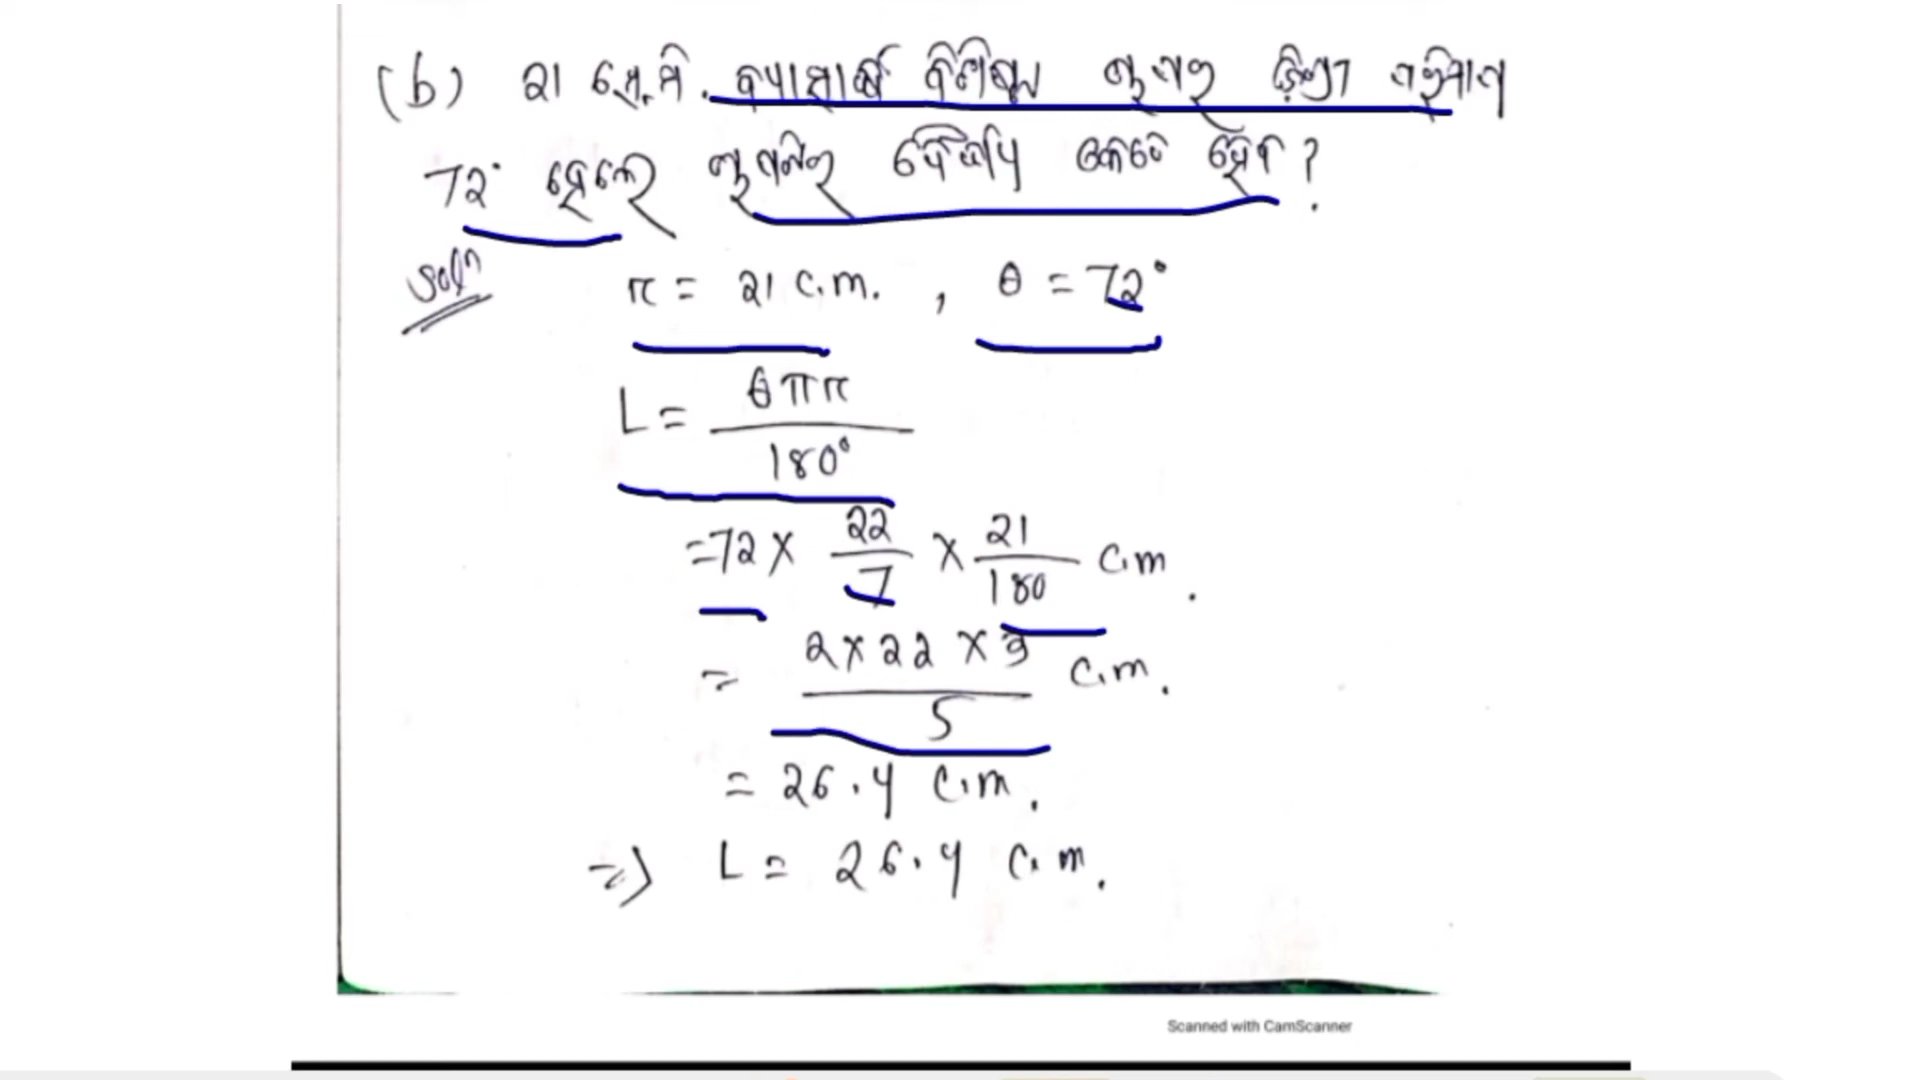 (b) ୨୧ ସେ.ମି. ବ୍ୟାସାର୍ଦ୍ଧ ବିଶିଷ୍ଟ ଚାପର ଡିଗ୍ରୀ ପରିମାଣ
72° ହେଲେ ଚାପଟିର ଦୈର୍ଘ୍ୟ କେତେ ହେବ ?
Soln
r = 21 c.m. , θ = 72°
L = θπr / 180°
= 72 × 22/7 × 21/180 c.m.
= 2×22×3 / 5 c.m.
= 26.4 c.m.
⇒ L = 26.4 c.m.
Scanned with CamScanner